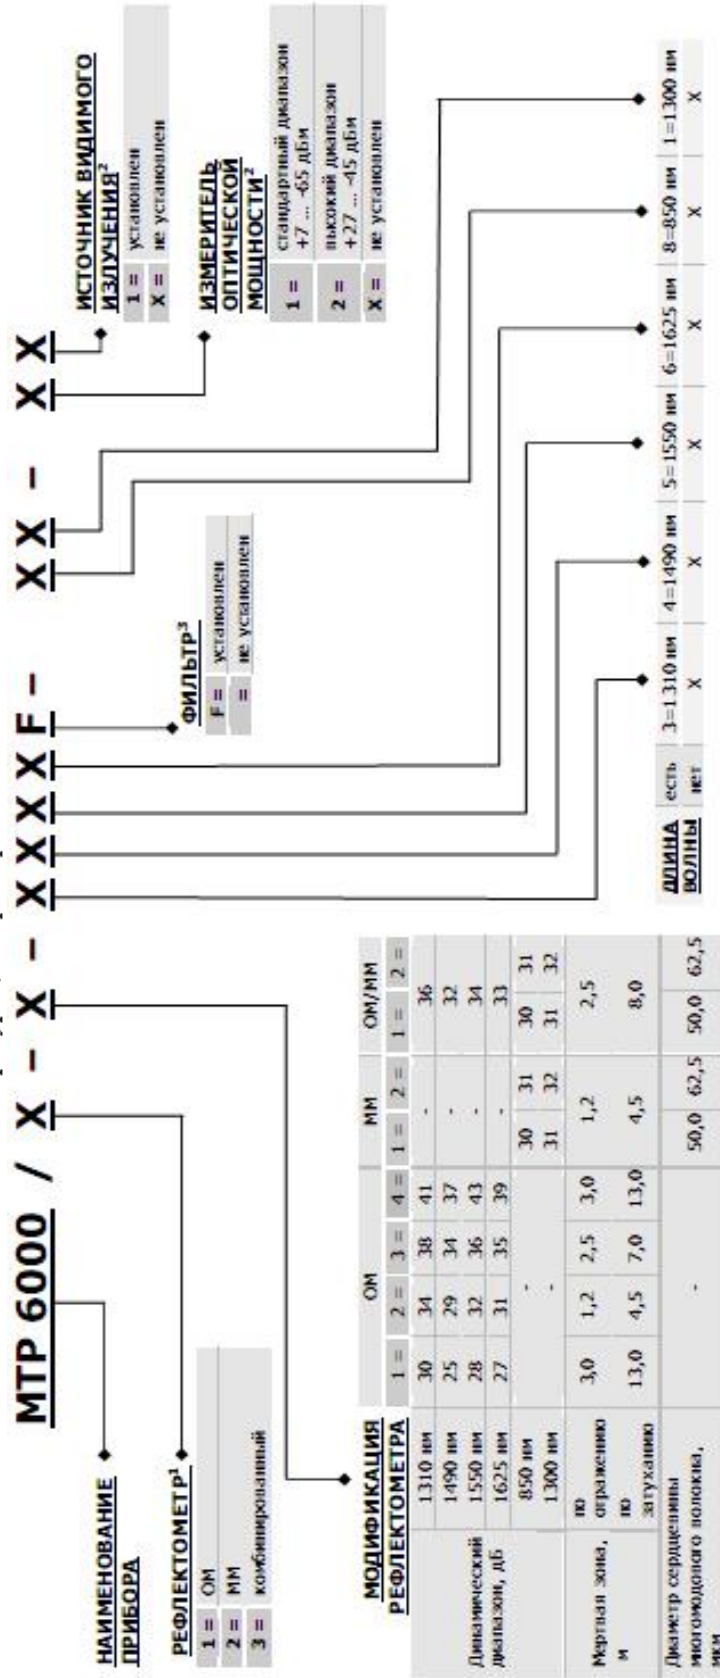 МТР 6000 / X - X - X X X X F - X X - X X
НАИМЕНОВАНИЕ
ПРИБОРА
РЕФЛЕКТОМЕТР¹
1 = ОМ
2 = ММ
3 = комбинированный
МОДИФИКАЦИЯ
РЕФЛЕКТОМЕТРА
ОМ ММ ОМ/ММ
1 = 2 = 3 = 4 = 1 = 2 = 1 = 2 =
Динамический
диапазон, дБ
1310 нм 30 34 38 41 - 36
1490 нм 25 29 34 37 - 32
1550 нм 28 32 36 43 - 34
1625 нм 27 31 35 39 - 33
850 нм - 30 31 30 31
1300 нм - 31 32 31 32
Мертвая зона,
м
по
отражению 3,0 1,2 2,5 3,0 1,2 2,5
по
затуханию 13,0 4,5 7,0 13,0 4,5 8,0
Диаметр сердцевины
многомодового волокна,
мкм
- 50,0 62,5 50,0 62,5
ФИЛЬТР³
F = установлен
= не установлен
ИСТОЧНИК ВИДИМОГО
ИЗЛУЧЕНИЯ²
1 = установлен
X = не установлен
ИЗМЕРИТЕЛЬ
ОПТИЧЕСКОЙ
МОЩНОСТИ²
1 = стандартный диапазон
+7 ... -65 дБм
2 = высокий диапазон
+27 ... -45 дБм
X = не установлен
ДЛИНА
ВОЛНЫ
есть 3=1310 нм 4=1490 нм 5=1550 нм 6=1625 нм 8=850 нм 1=1300 нм
нет X X X X X X